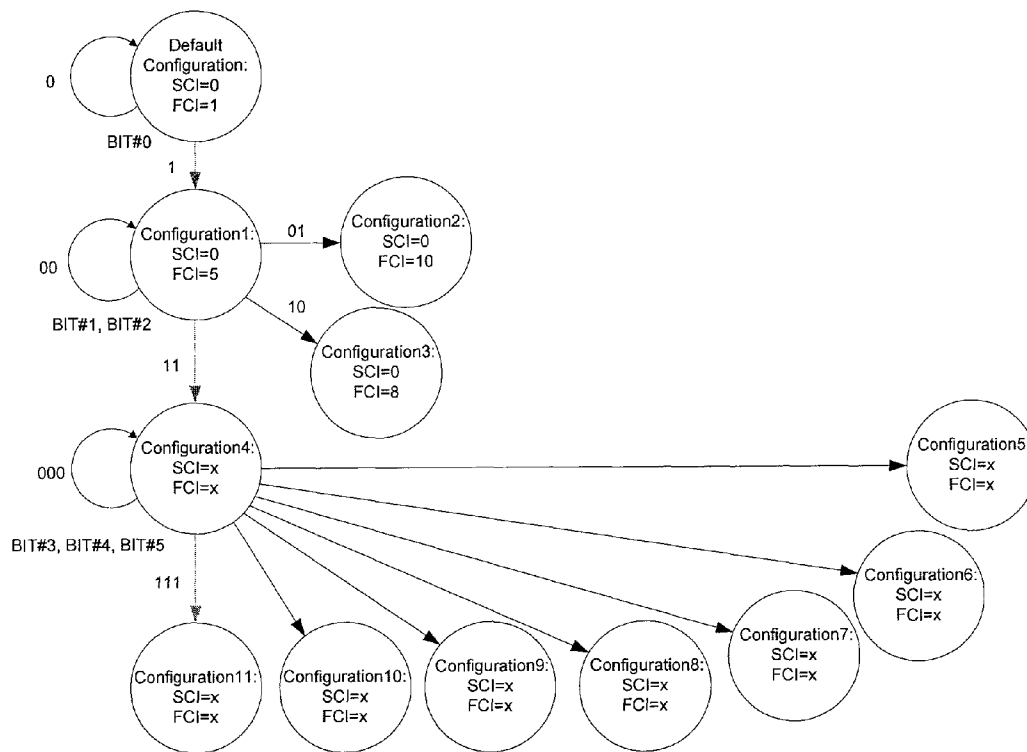 Default
Configuration:
SCI=0
FCI=1
0
BIT#0
1
Configuration1:
SCI=0
FCI=5
00
BIT#1, BIT#2
01
Configuration2:
SCI=0
FCI=10
10
Configuration3:
SCI=0
FCI=8
11
Configuration4:
SCI=x
FCI=x
000
BIT#3, BIT#4, BIT#5
111
Configuration5
SCI=x
FCI=x
Configuration6:
SCI=x
FCI=x
Configuration7:
SCI=x
FCI=x
Configuration8:
SCI=x
FCI=x
Configuration9:
SCI=x
FCI=x
Configuration10:
SCI=x
FCI=x
Configuration11:
SCI=x
FCI=x